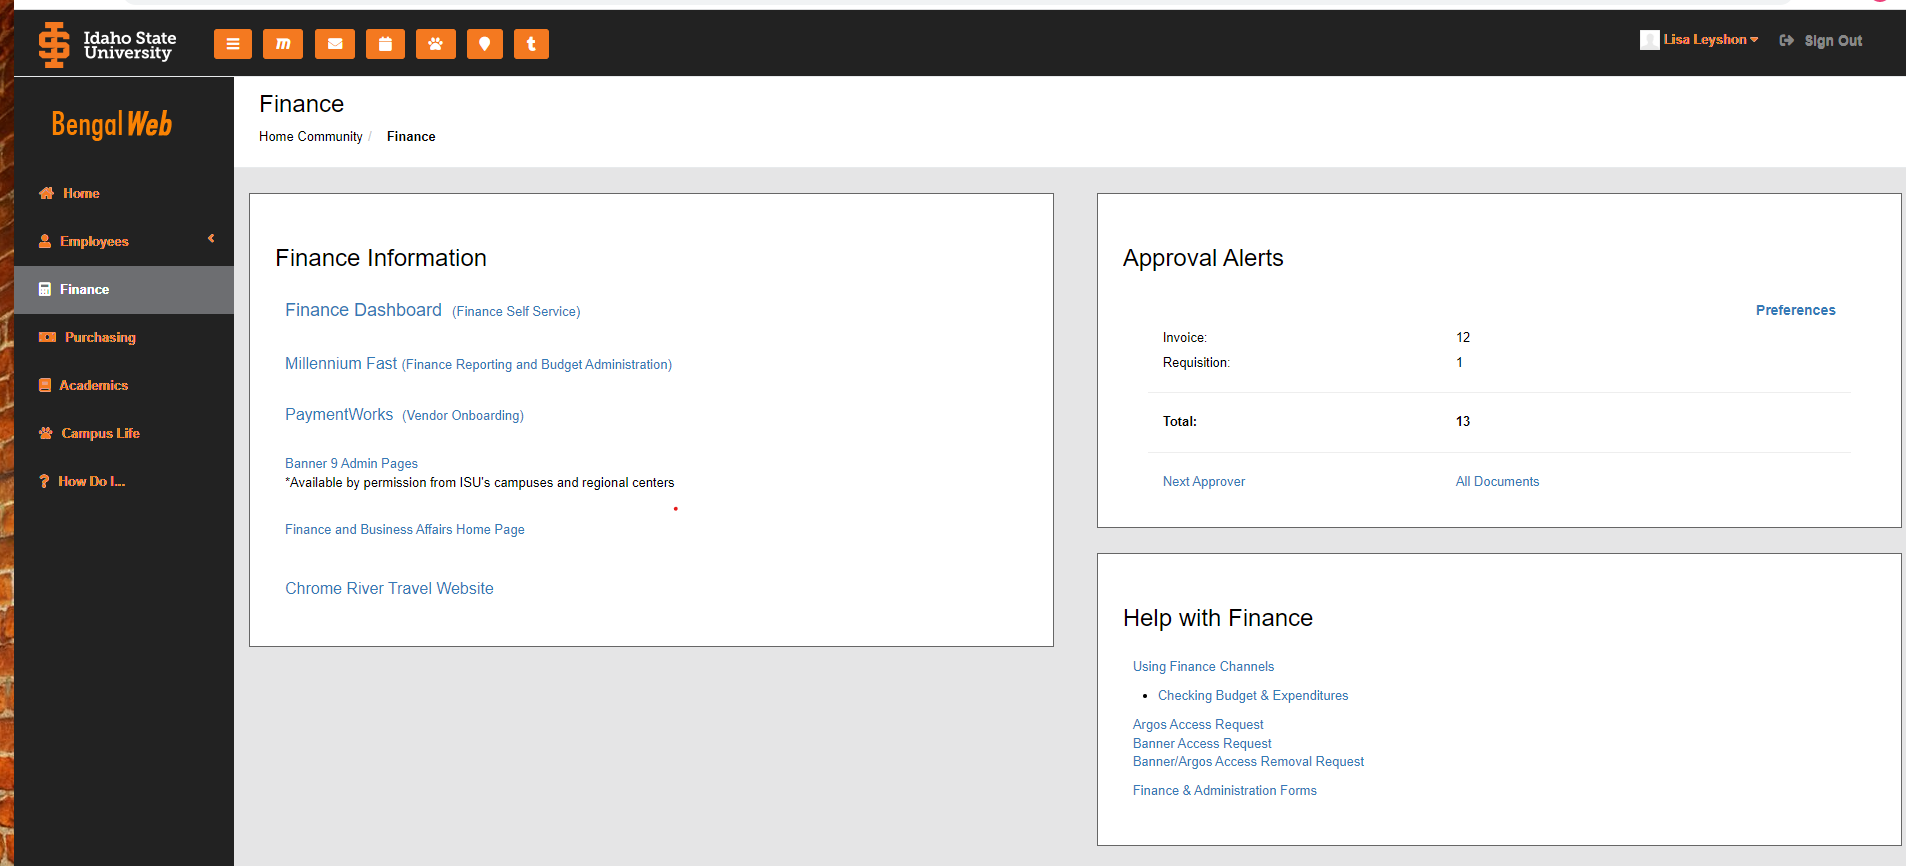 Idaho State
University
m
t
Lisa Leyshon
Sign Out
BengalWeb
Home
Employees
Finance
Purchasing
Academics
Campus Life
? How Do I...
Finance
Home Community / Finance
Finance Information
Finance Dashboard (Finance Self Service)
Millennium Fast (Finance Reporting and Budget Administration)
PaymentWorks (Vendor Onboarding)
Banner 9 Admin Pages
*Available by permission from ISU's campuses and regional centers
Finance and Business Affairs Home Page
Chrome River Travel Website
Approval Alerts
Preferences
Invoice: 12
Requisition: 1
Total: 13
Next Approver All Documents
Help with Finance
Using Finance Channels
• Checking Budget & Expenditures
Argos Access Request
Banner Access Request
Banner/Argos Access Removal Request
Finance & Administration Forms